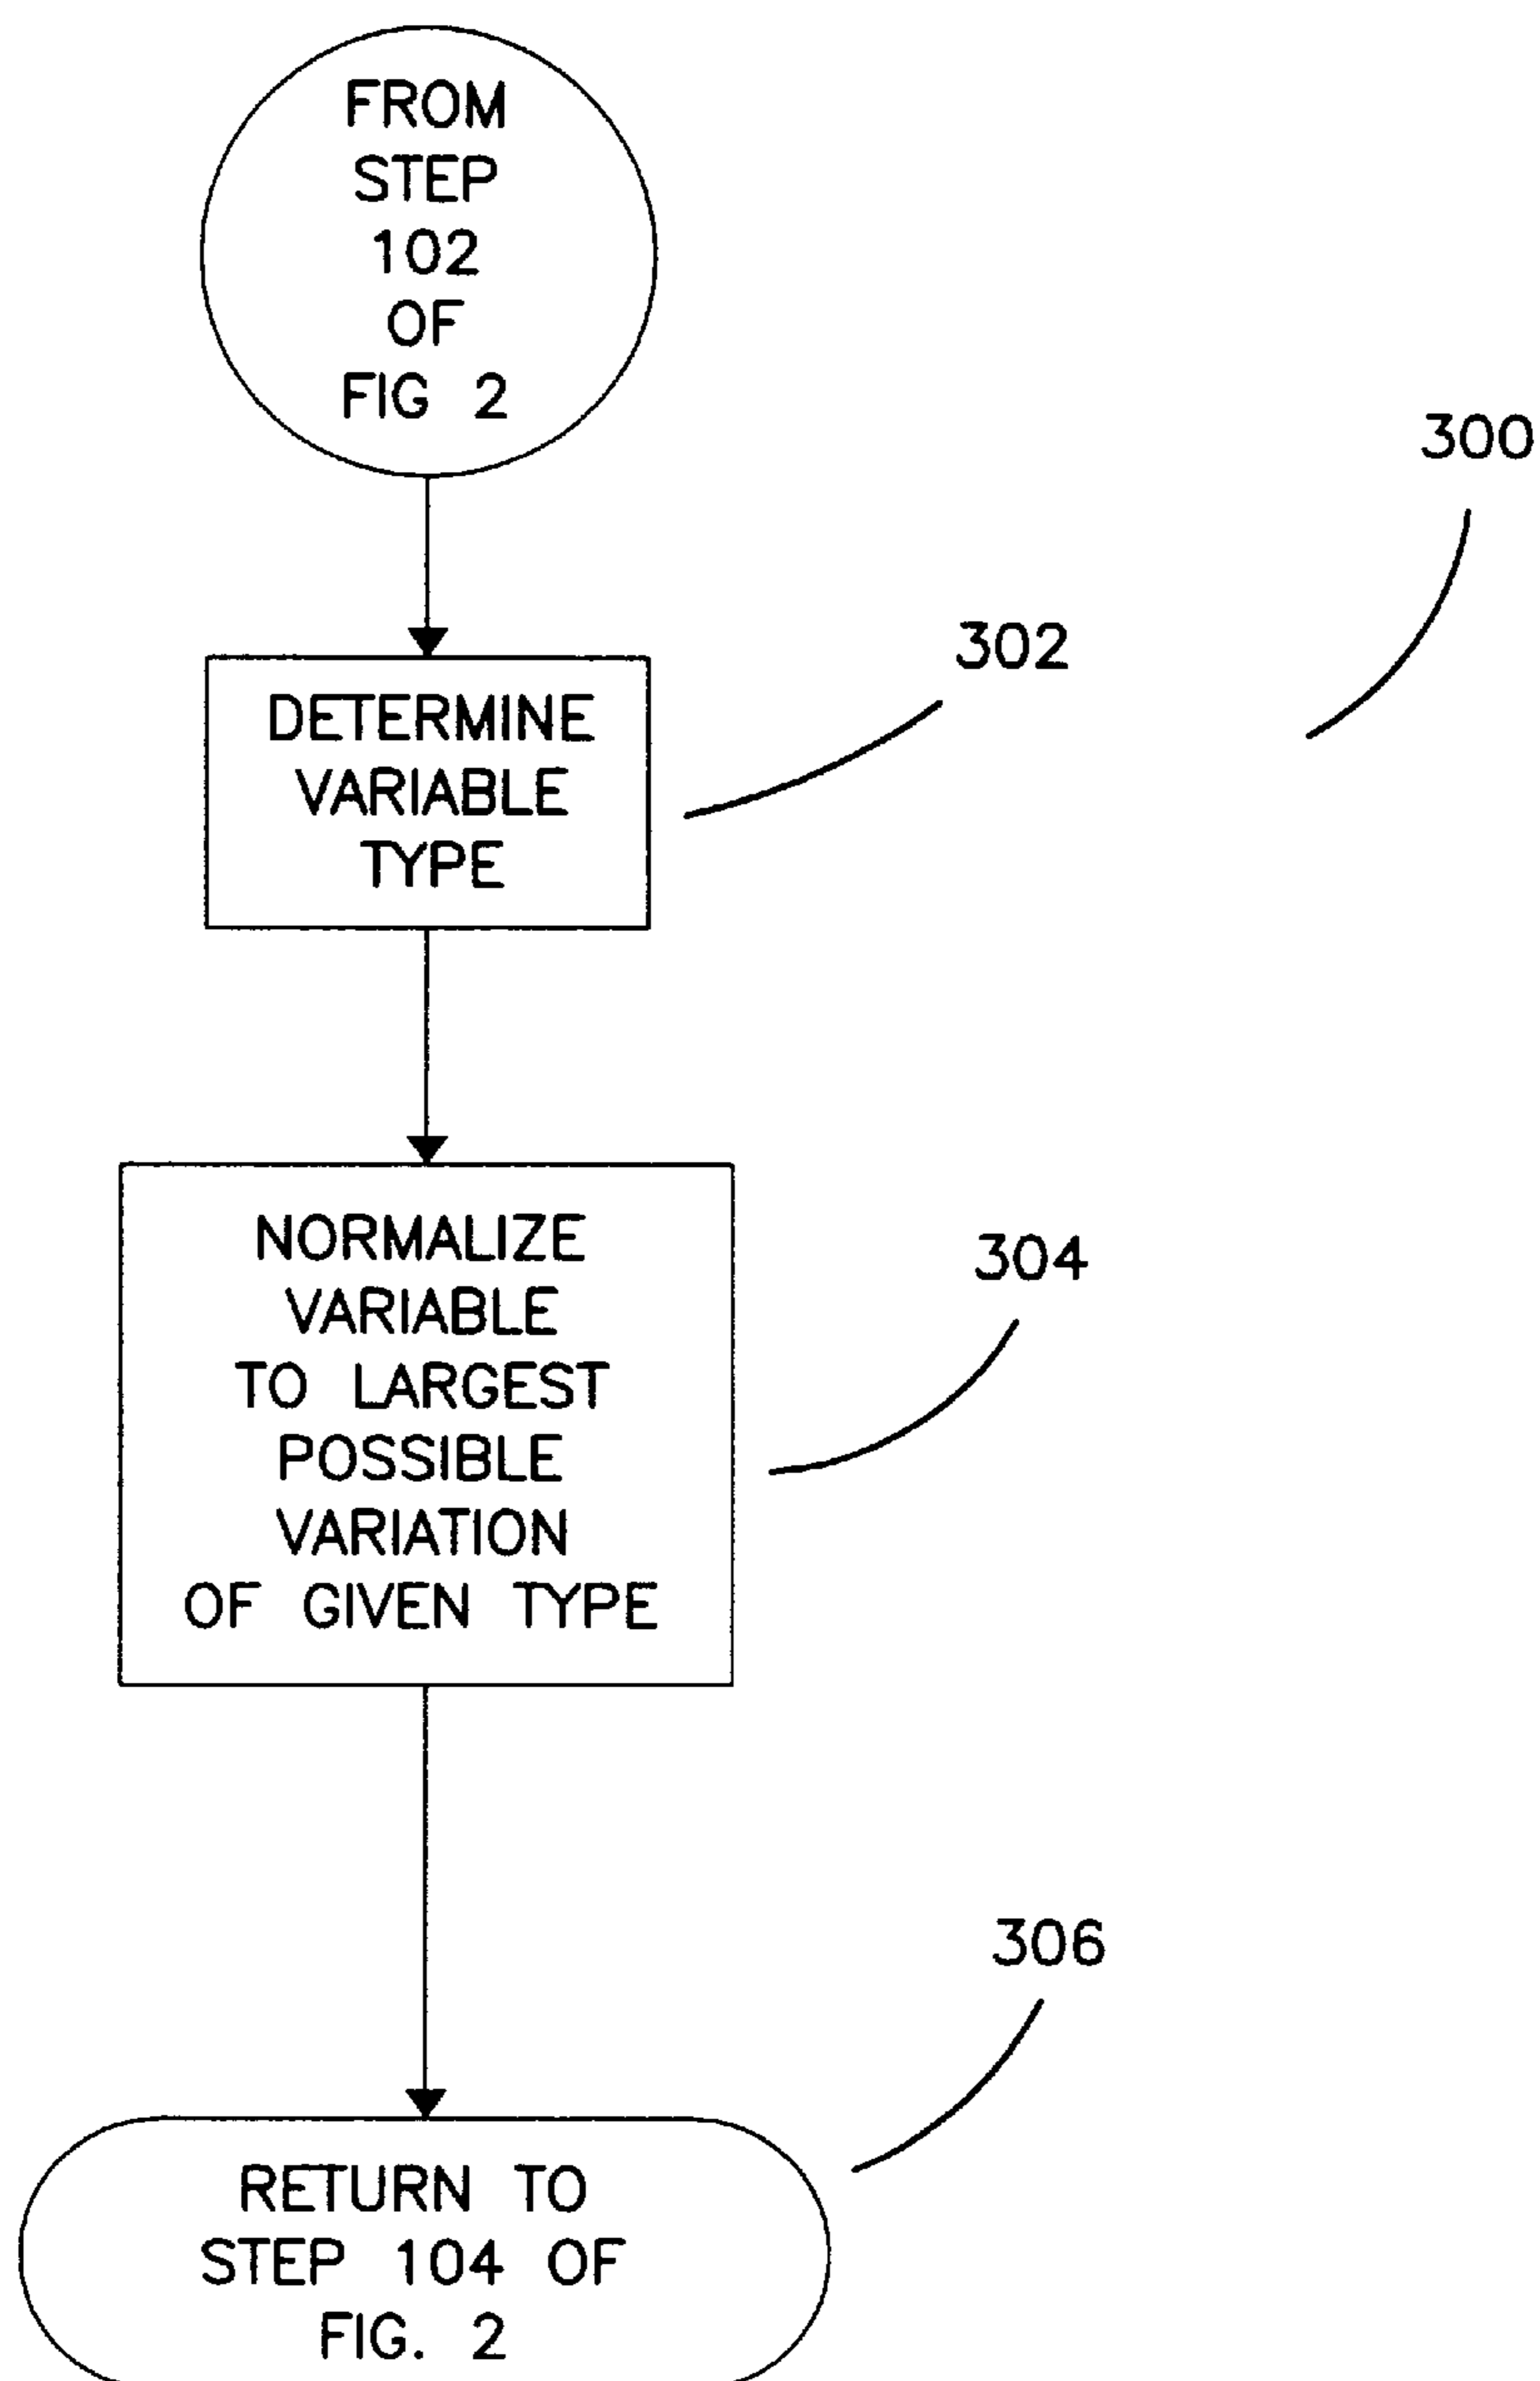 FROM
STEP
102
OF
FIG 2
300
302
DETERMINE
VARIABLE
TYPE
304
NORMALIZE
VARIABLE
TO LARGEST
POSSIBLE
VARIATION
OF GIVEN TYPE
306
RETURN TO
STEP 104 OF
FIG. 2